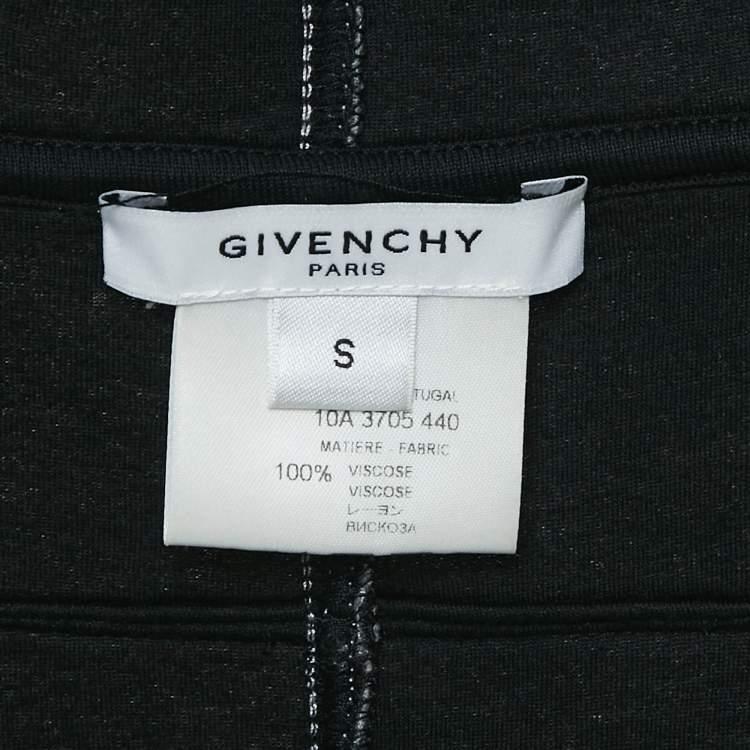 GIVENCHY
PARIS
S
TUGAL
10A 3705 440
MATIERE - FABRIC
100% VISCOSE
VISCOSE
レーヨン
ВИСКОЗА